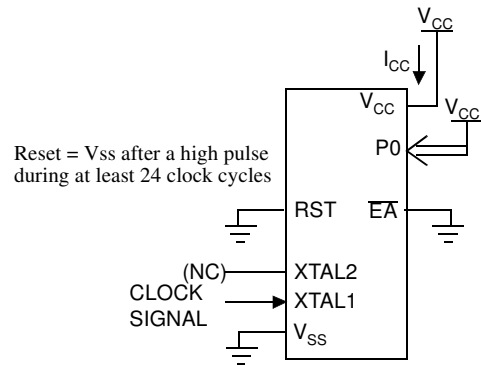 VCC
ICC
VCC
VCC
P0
Reset = Vss after a high pulse
during at least 24 clock cycles
RST
EA
(NC)
XTAL2
CLOCK
SIGNAL
XTAL1
VSS